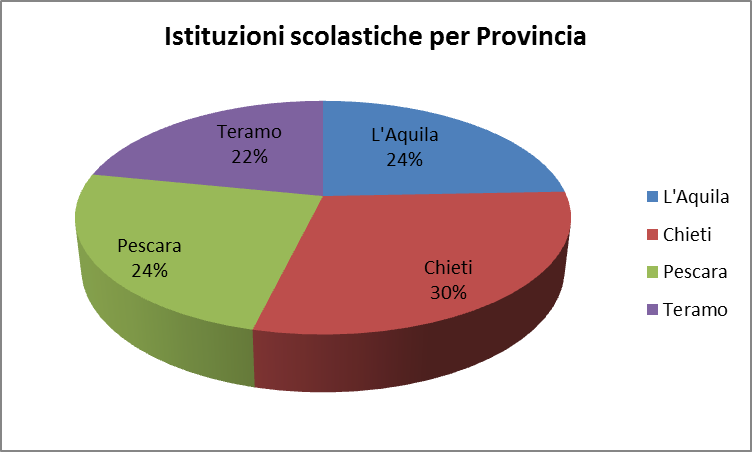 Istituzioni scolastiche per Provincia
Teramo
22%
L'Aquila
24%
Pescara
24%
Chieti
30%
L'Aquila
Chieti
Pescara
Teramo